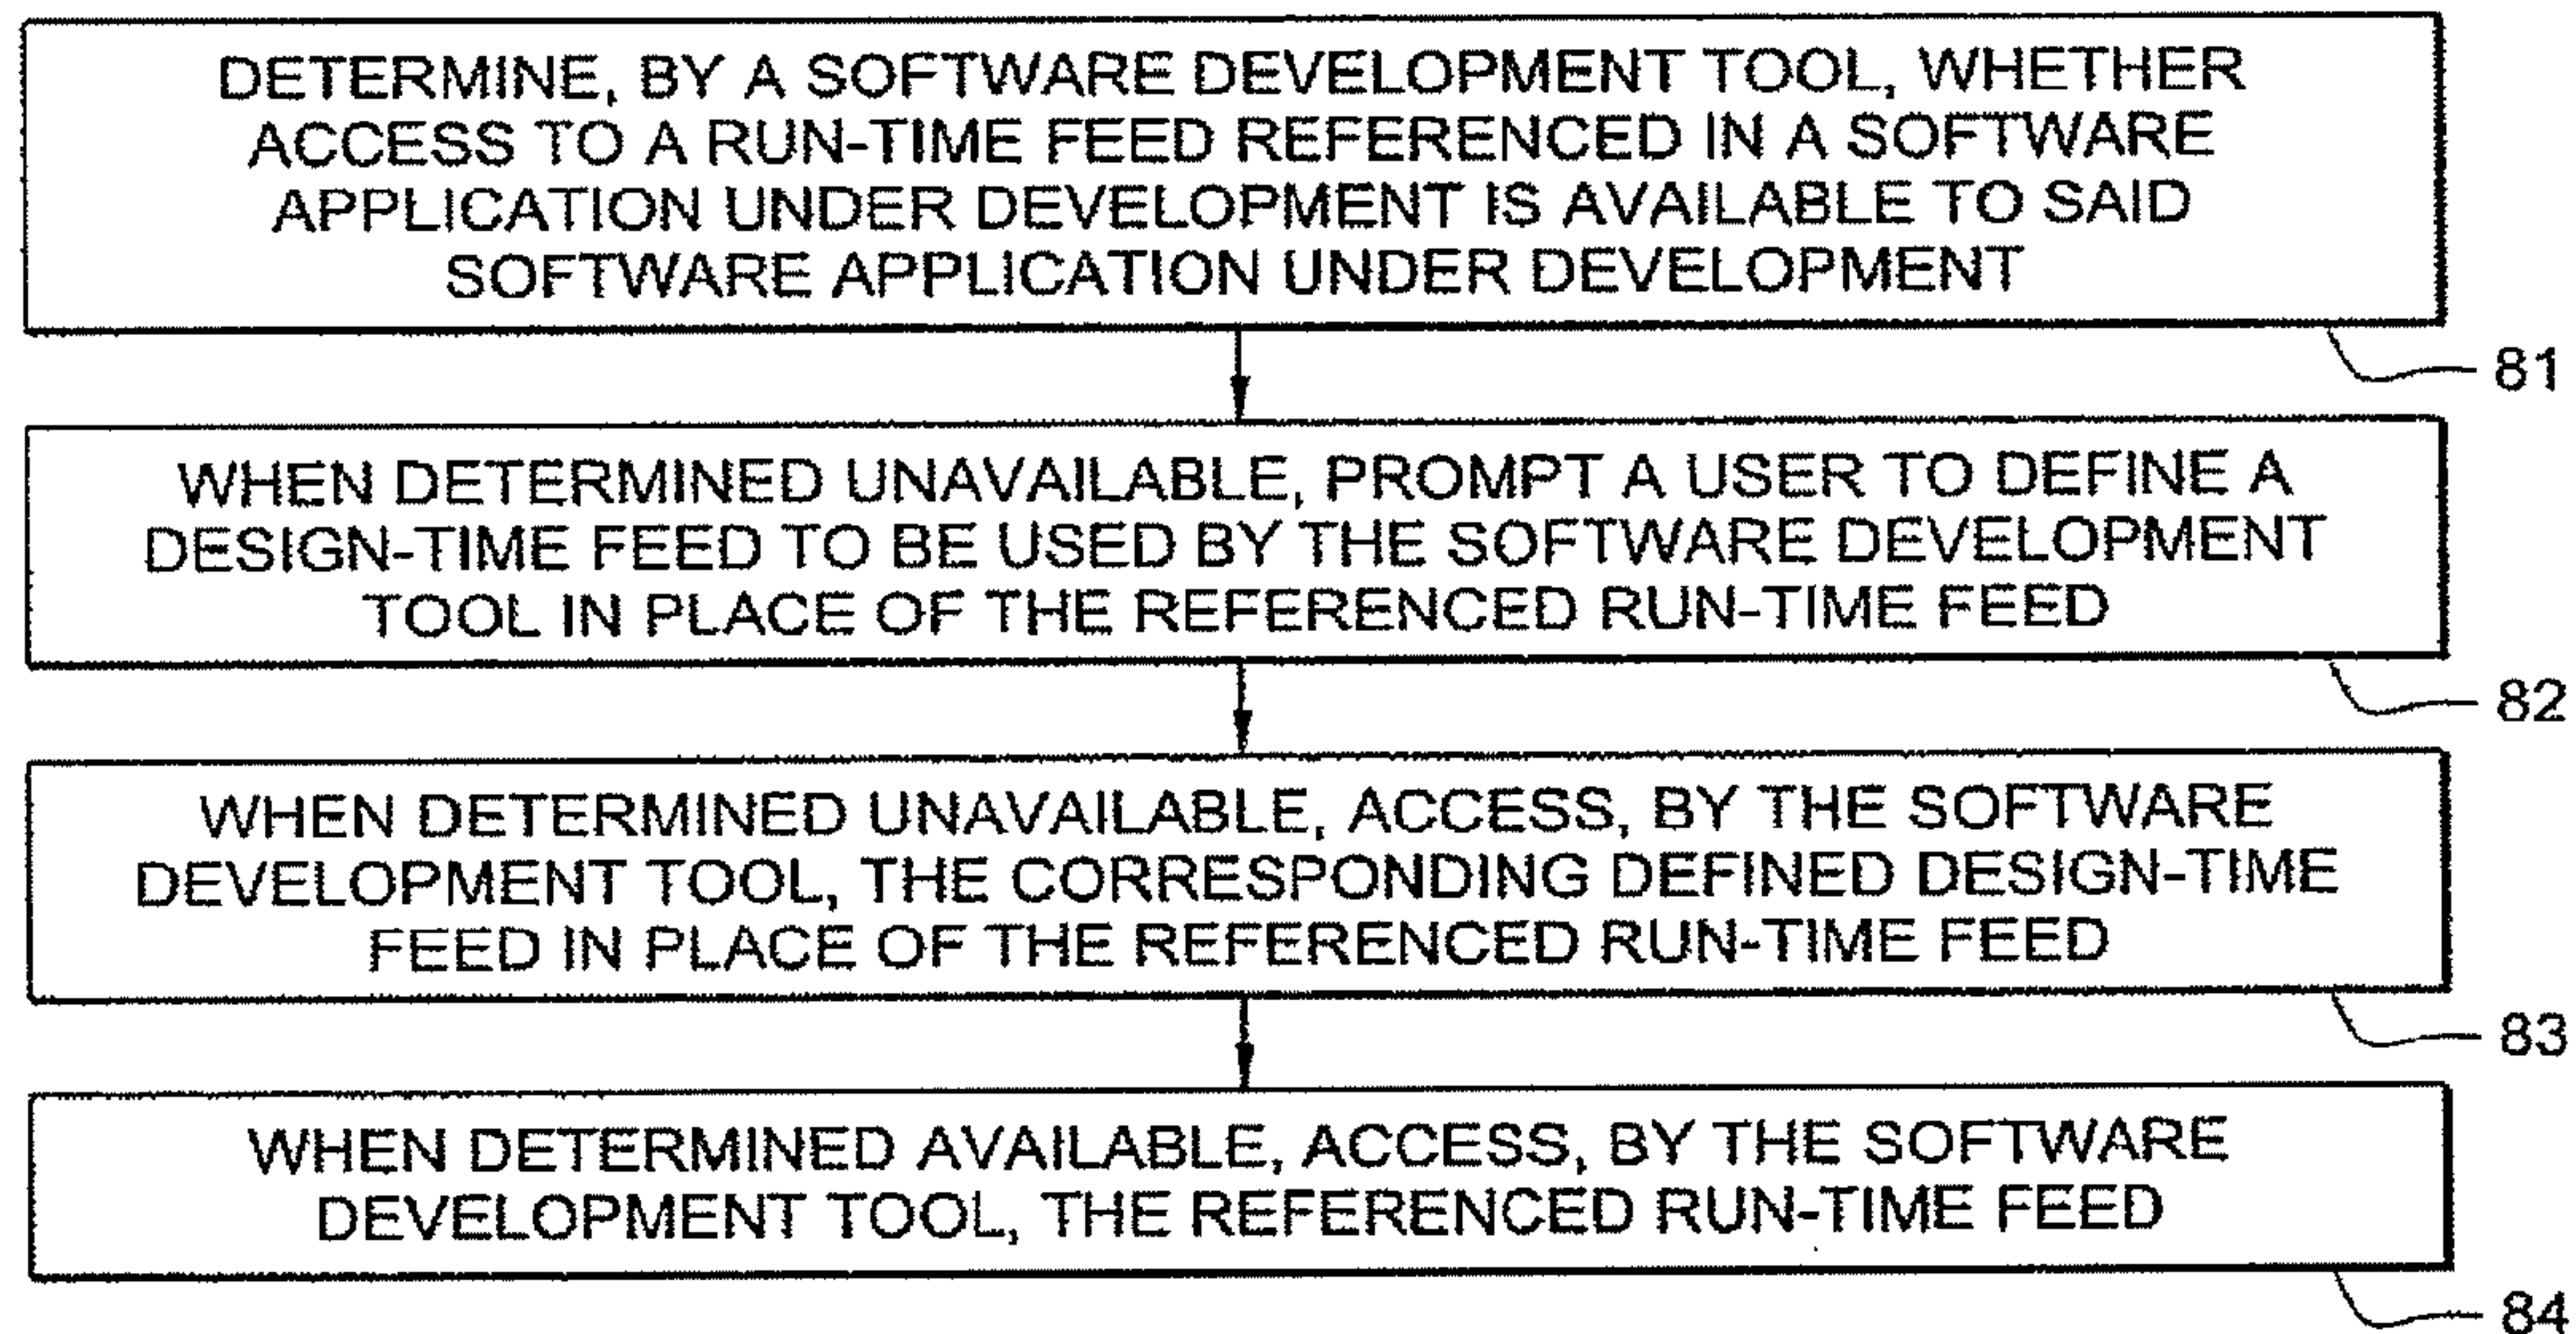 DETERMINE, BY A SOFTWARE DEVELOPMENT TOOL, WHETHER
ACCESS TO A RUN-TIME FEED REFERENCED IN A SOFTWARE
APPLICATION UNDER DEVELOPMENT IS AVAILABLE TO SAID
SOFTWARE APPLICATION UNDER DEVELOPMENT
81
WHEN DETERMINED UNAVAILABLE, PROMPT A USER TO DEFINE A
DESIGN-TIME FEED TO BE USED BY THE SOFTWARE DEVELOPMENT
TOOL IN PLACE OF THE REFERENCED RUN-TIME FEED
82
WHEN DETERMINED UNAVAILABLE, ACCESS, BY THE SOFTWARE
DEVELOPMENT TOOL, THE CORRESPONDING DEFINED DESIGN-TIME
FEED IN PLACE OF THE REFERENCED RUN-TIME FEED
83
WHEN DETERMINED AVAILABLE, ACCESS, BY THE SOFTWARE
DEVELOPMENT TOOL, THE REFERENCED RUN-TIME FEED
84